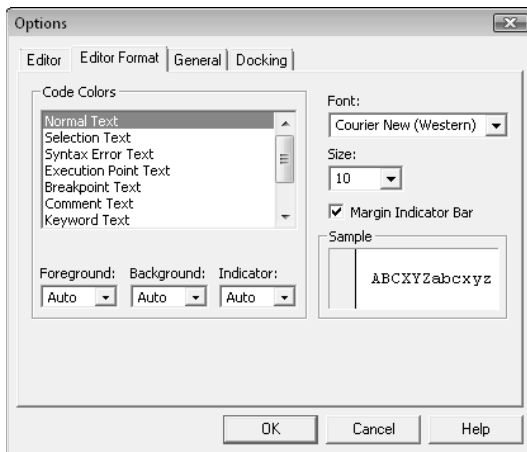 Options
Editor
Editor Format
General
Docking
Code Colors
Normal Text
Selection Text
Syntax Error Text
Execution Point Text
Breakpoint Text
Comment Text
Keyword Text
Foreground: Background: Indicator:
Auto Auto Auto
Font:
Courier New (Western)
Size:
10
Margin Indicator Bar
Sample
ABCXYZabcxyz
OK Cancel Help